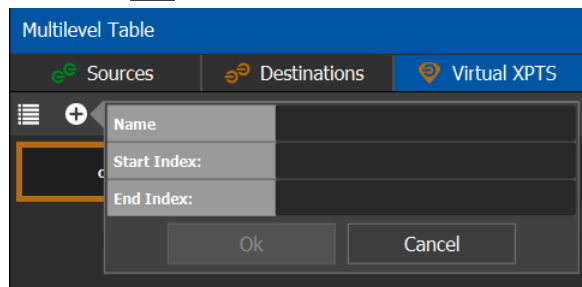 Multilevel Table
Sources Destinations Virtual XPTS
Name
Start Index:
End Index:
Ok Cancel